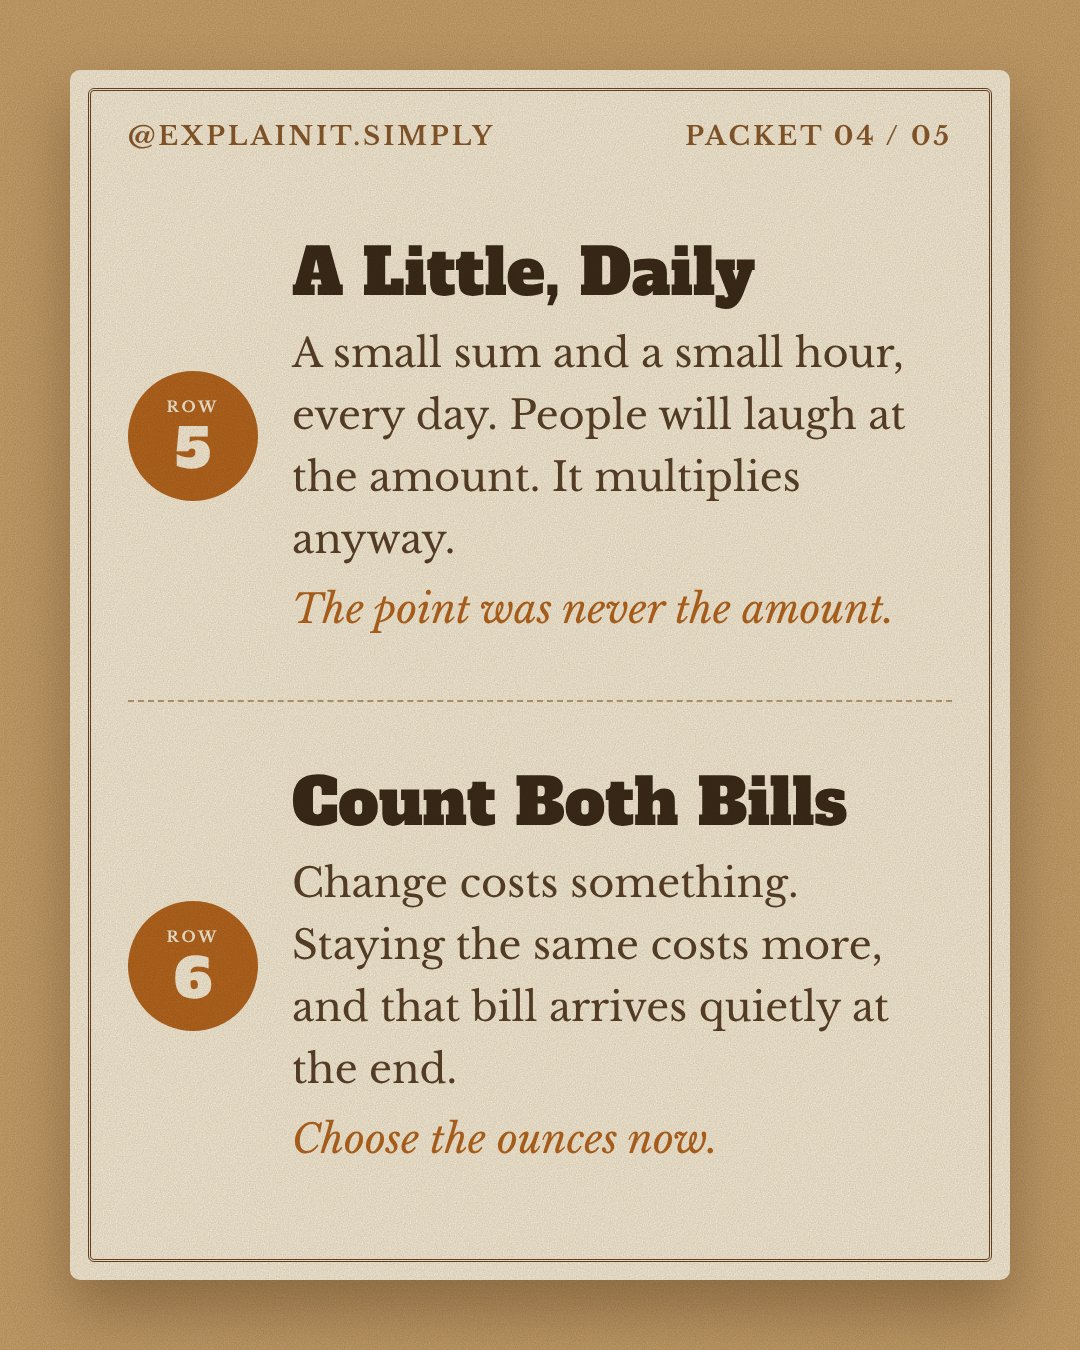 @EXPLAINIT.SIMPLY
PACKET 04 / 05
A Little, Daily
A small sum and a small hour,
every day. People will laugh at
the amount. It multiplies
anyway.
The point was never the amount.
ROW
5
Count Both Bills
Change costs something.
Staying the same costs more,
and that bill arrives quietly at
the end.
Choose the ounces now.
ROW
6